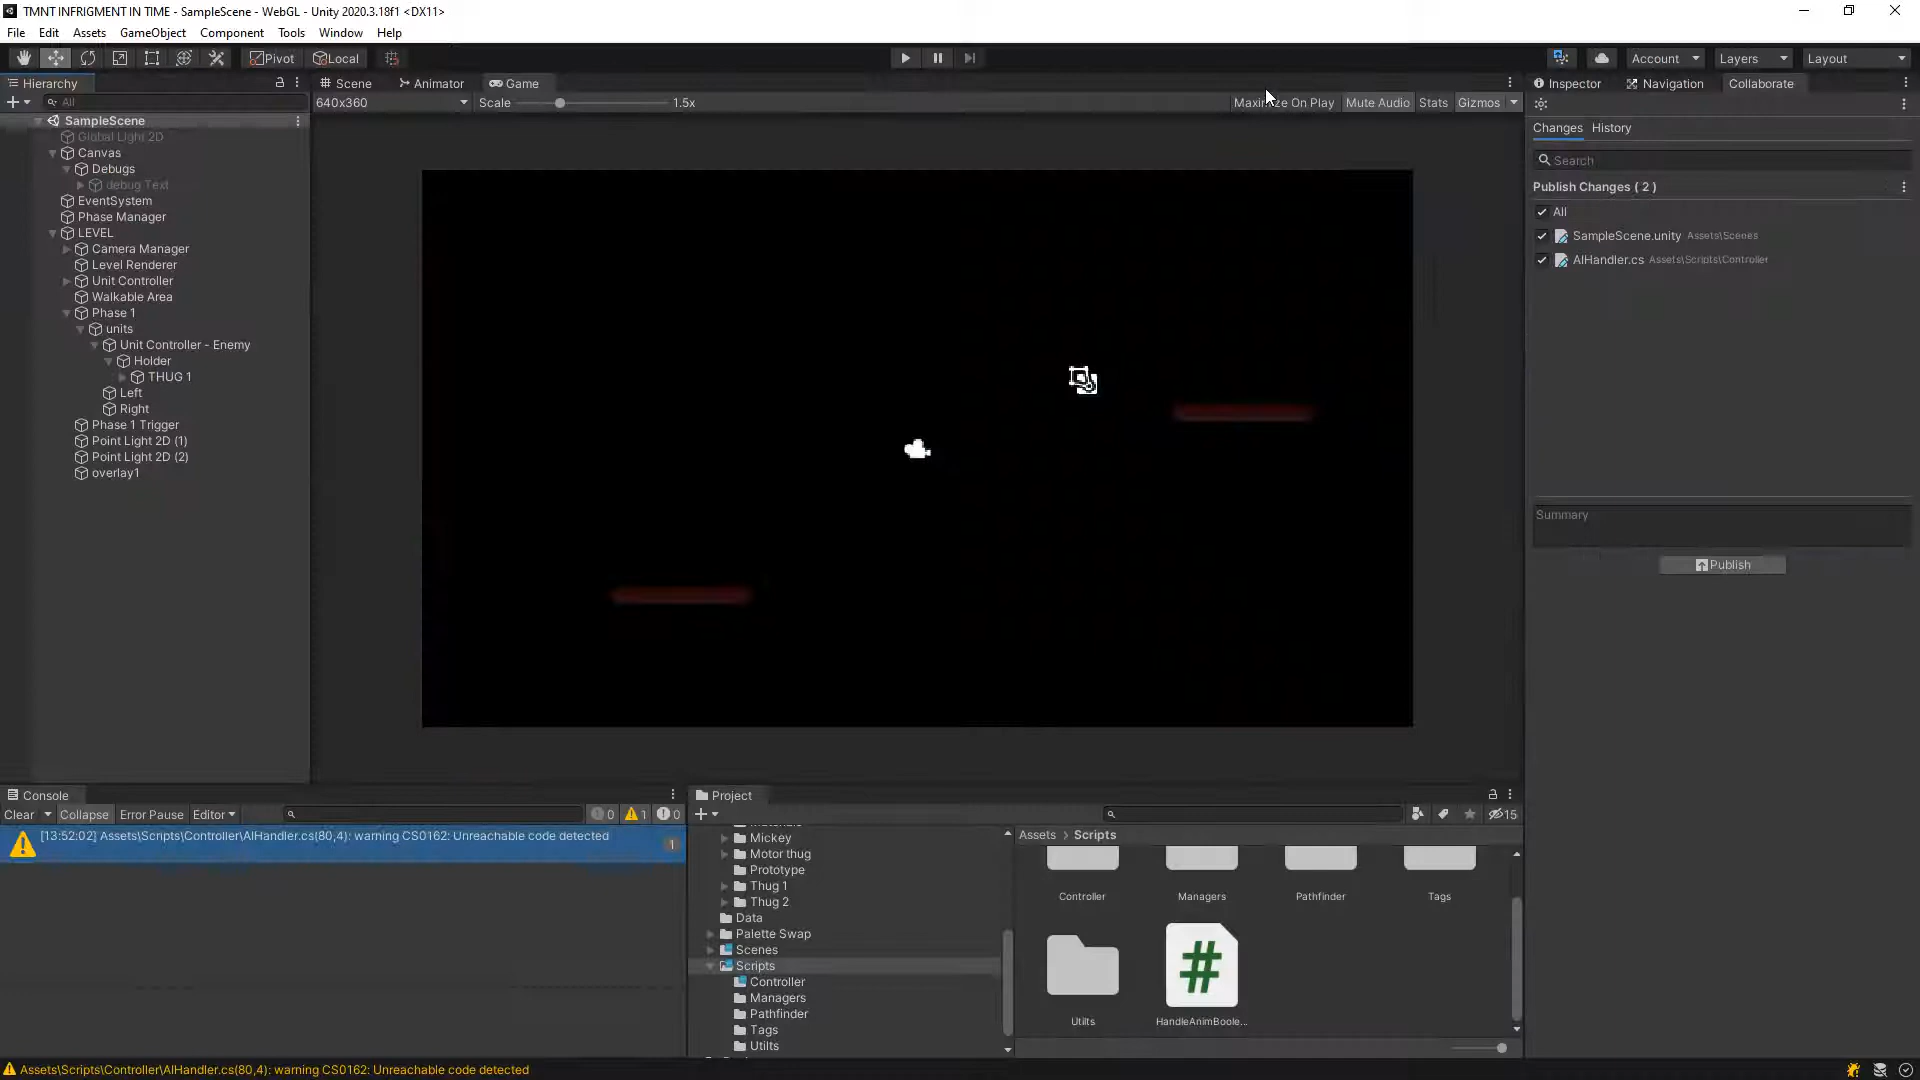 TMNT INFRIGMENT IN TIME - SampleScene - WebGL - Unity 2020.3.18f1 <DX11>
File Edit Assets GameObject Component Tools Window Help
Pivot Local Account Layers Layout
Hierarchy Scene Animator Game Inspector Navigation Collaborate
All 640x360 Scale 1.5x Maximize On Play Mute Audio Stats Gizmos
SampleScene
Global Light 2D
Canvas
Debugs
debug Text
EventSystem
Phase Manager
LEVEL
Camera Manager
Level Renderer
Unit Controller
Walkable Area
Phase 1
units
Unit Controller - Enemy
Holder
THUG 1
Left
Right
Phase 1 Trigger
Point Light 2D (1)
Point Light 2D (2)
overlay1
Changes History
Search
Publish Changes ( 2 )
All
SampleScene.unity Assets\Scenes
AIHandler.cs Assets\Scripts\Controller
Summary
Publish
Console
Clear Collapse Error Pause Editor 0 1 0
[13:52:02] Assets\Scripts\Controller\AIHandler.cs(80,4): warning CS0162: Unreachable code detected
1
Project
15
Mickey
Motor thug
Prototype
Thug 1
Thug 2
Data
Palette Swap
Scenes
Scripts
Controller
Managers
Pathfinder
Tags
Utilts
Assets > Scripts
Controller Managers Pathfinder Tags
Utilts HandleAnimBoole...
Assets\Scripts\Controller\AIHandler.cs(80,4): warning CS0162: Unreachable code detected